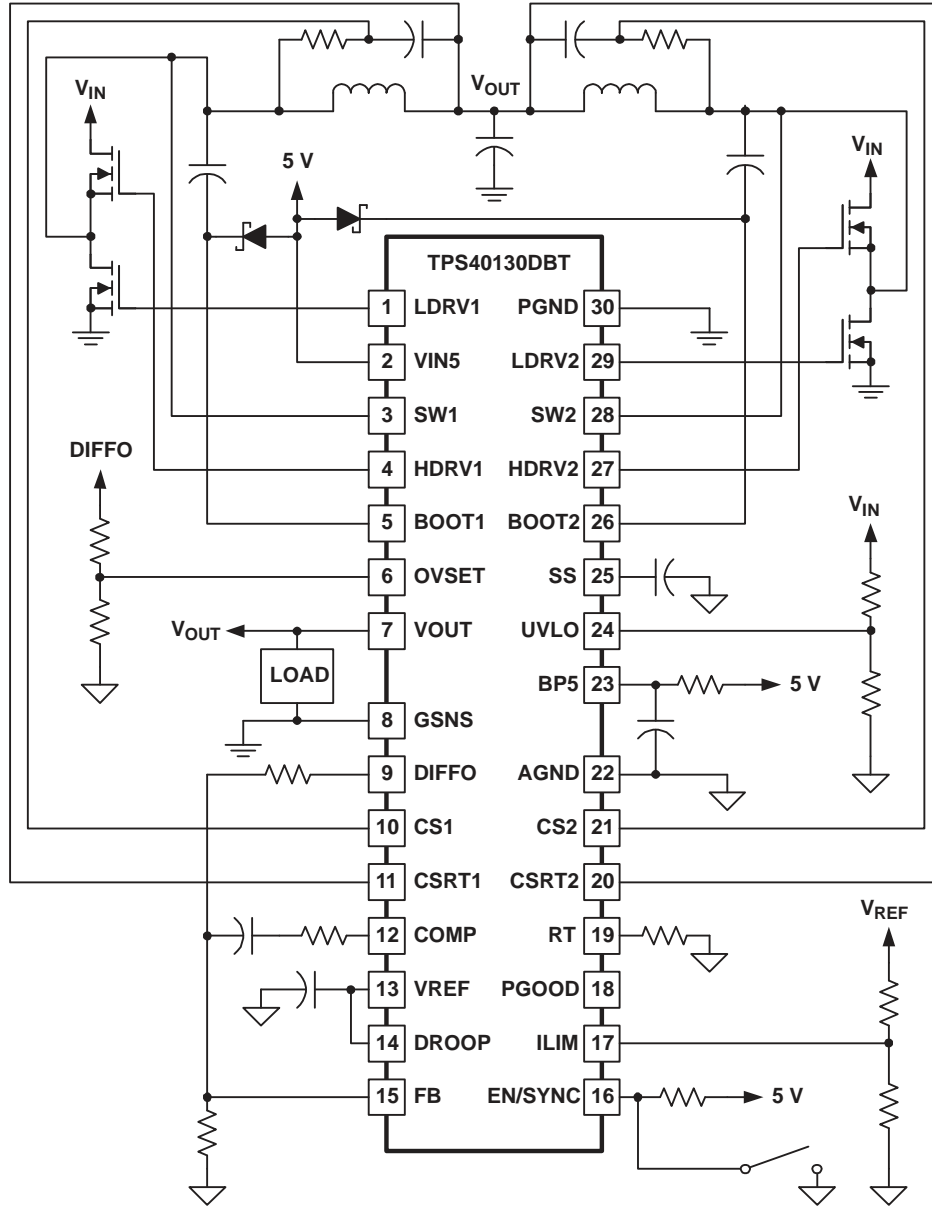 VOUT
VIN
5 V
VIN
TPS40130DBT
1 LDRV1 PGND 30
2 VIN5 LDRV2 29
3 SW1 SW2 28
DIFFO
4 HDRV1 HDRV2 27
VIN
5 BOOT1 BOOT2 26
6 OVSET SS 25
VOUT
7 VOUT UVLO 24
LOAD
BP5 23
5 V
8 GSNS
9 DIFFO AGND 22
10 CS1 CS2 21
11 CSRT1 CSRT2 20
VREF
12 COMP RT 19
13 VREF PGOOD 18
14 DROOP ILIM 17
15 FB EN/SYNC 16
5 V